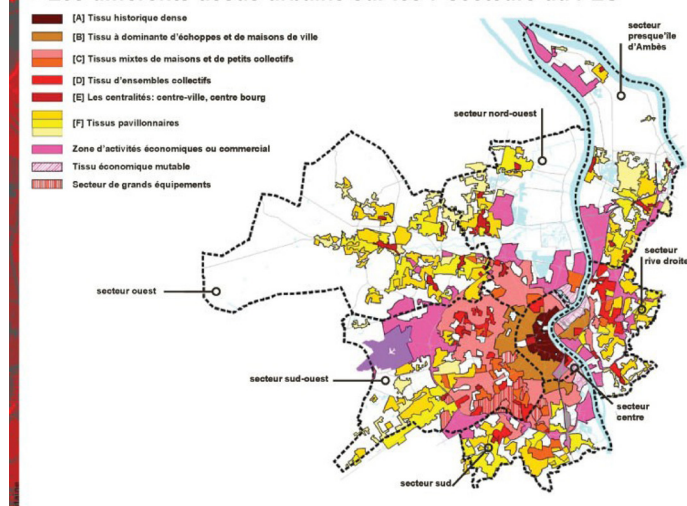 [A] Tissu historique dense
[B] Tissu à dominante d'échoppes et de maisons de ville
[C] Tissus mixtes de maisons et de petits collectifs
[D] Tissu d'ensembles collectifs
[E] Les centralités: centre-ville, centre bourg
[F] Tissus pavillonnaires
Zone d'activités économiques ou commercial
Tissu économique mutable
Secteur de grands équipements
secteur
presqu'île
d'Ambès
secteur nord-ouest
secteur
rive droite
secteur ouest
secteur sud-ouest
secteur
centre
secteur sud